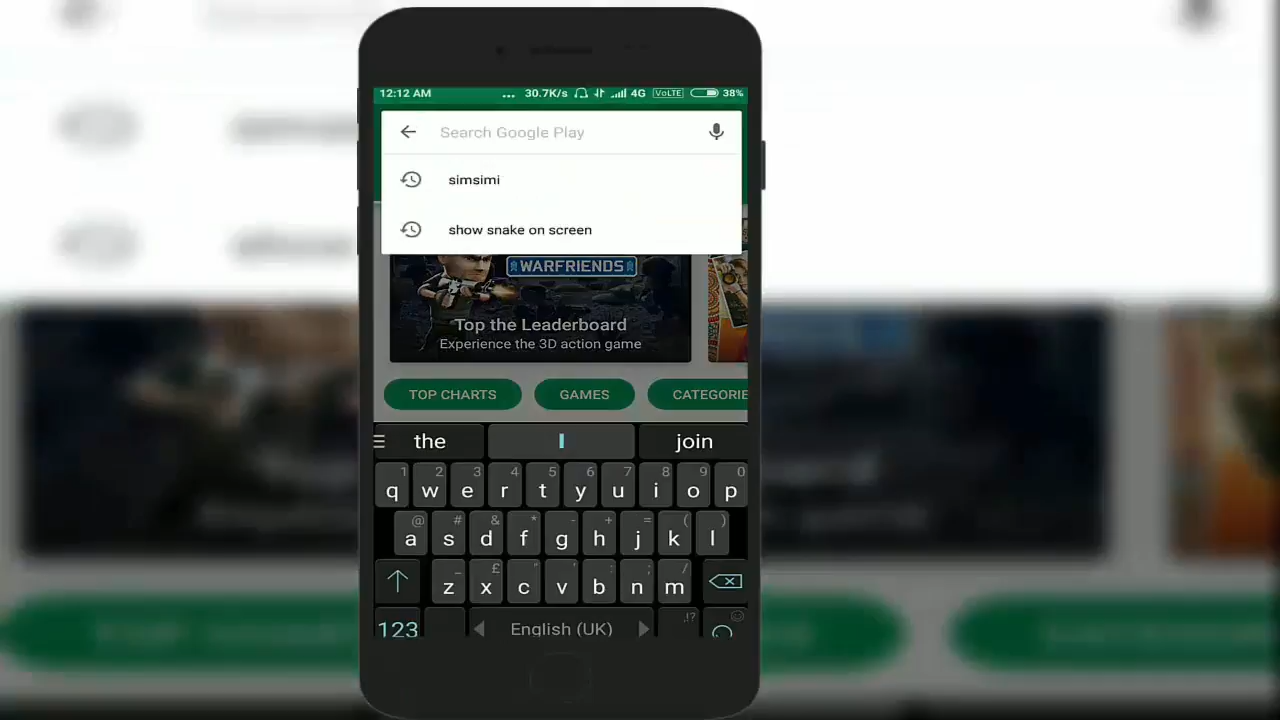 12:12 AM ... 30.7K/s 4G VoLTE 38%
Search Google Play
simsimi
show snake on screen
WARFRIENDS
Top the Leaderboard
Experience the 3D action game
TOP CHARTS GAMES CATEGORIE
the I join
1 2 3 4 5 6 7 8 9 0
q w e r t y u i o p
@ # & * - + = ( )
a s d f g h j k l
_ £ " ' : ; /
z x c v b n m
.!?
123 English (UK)